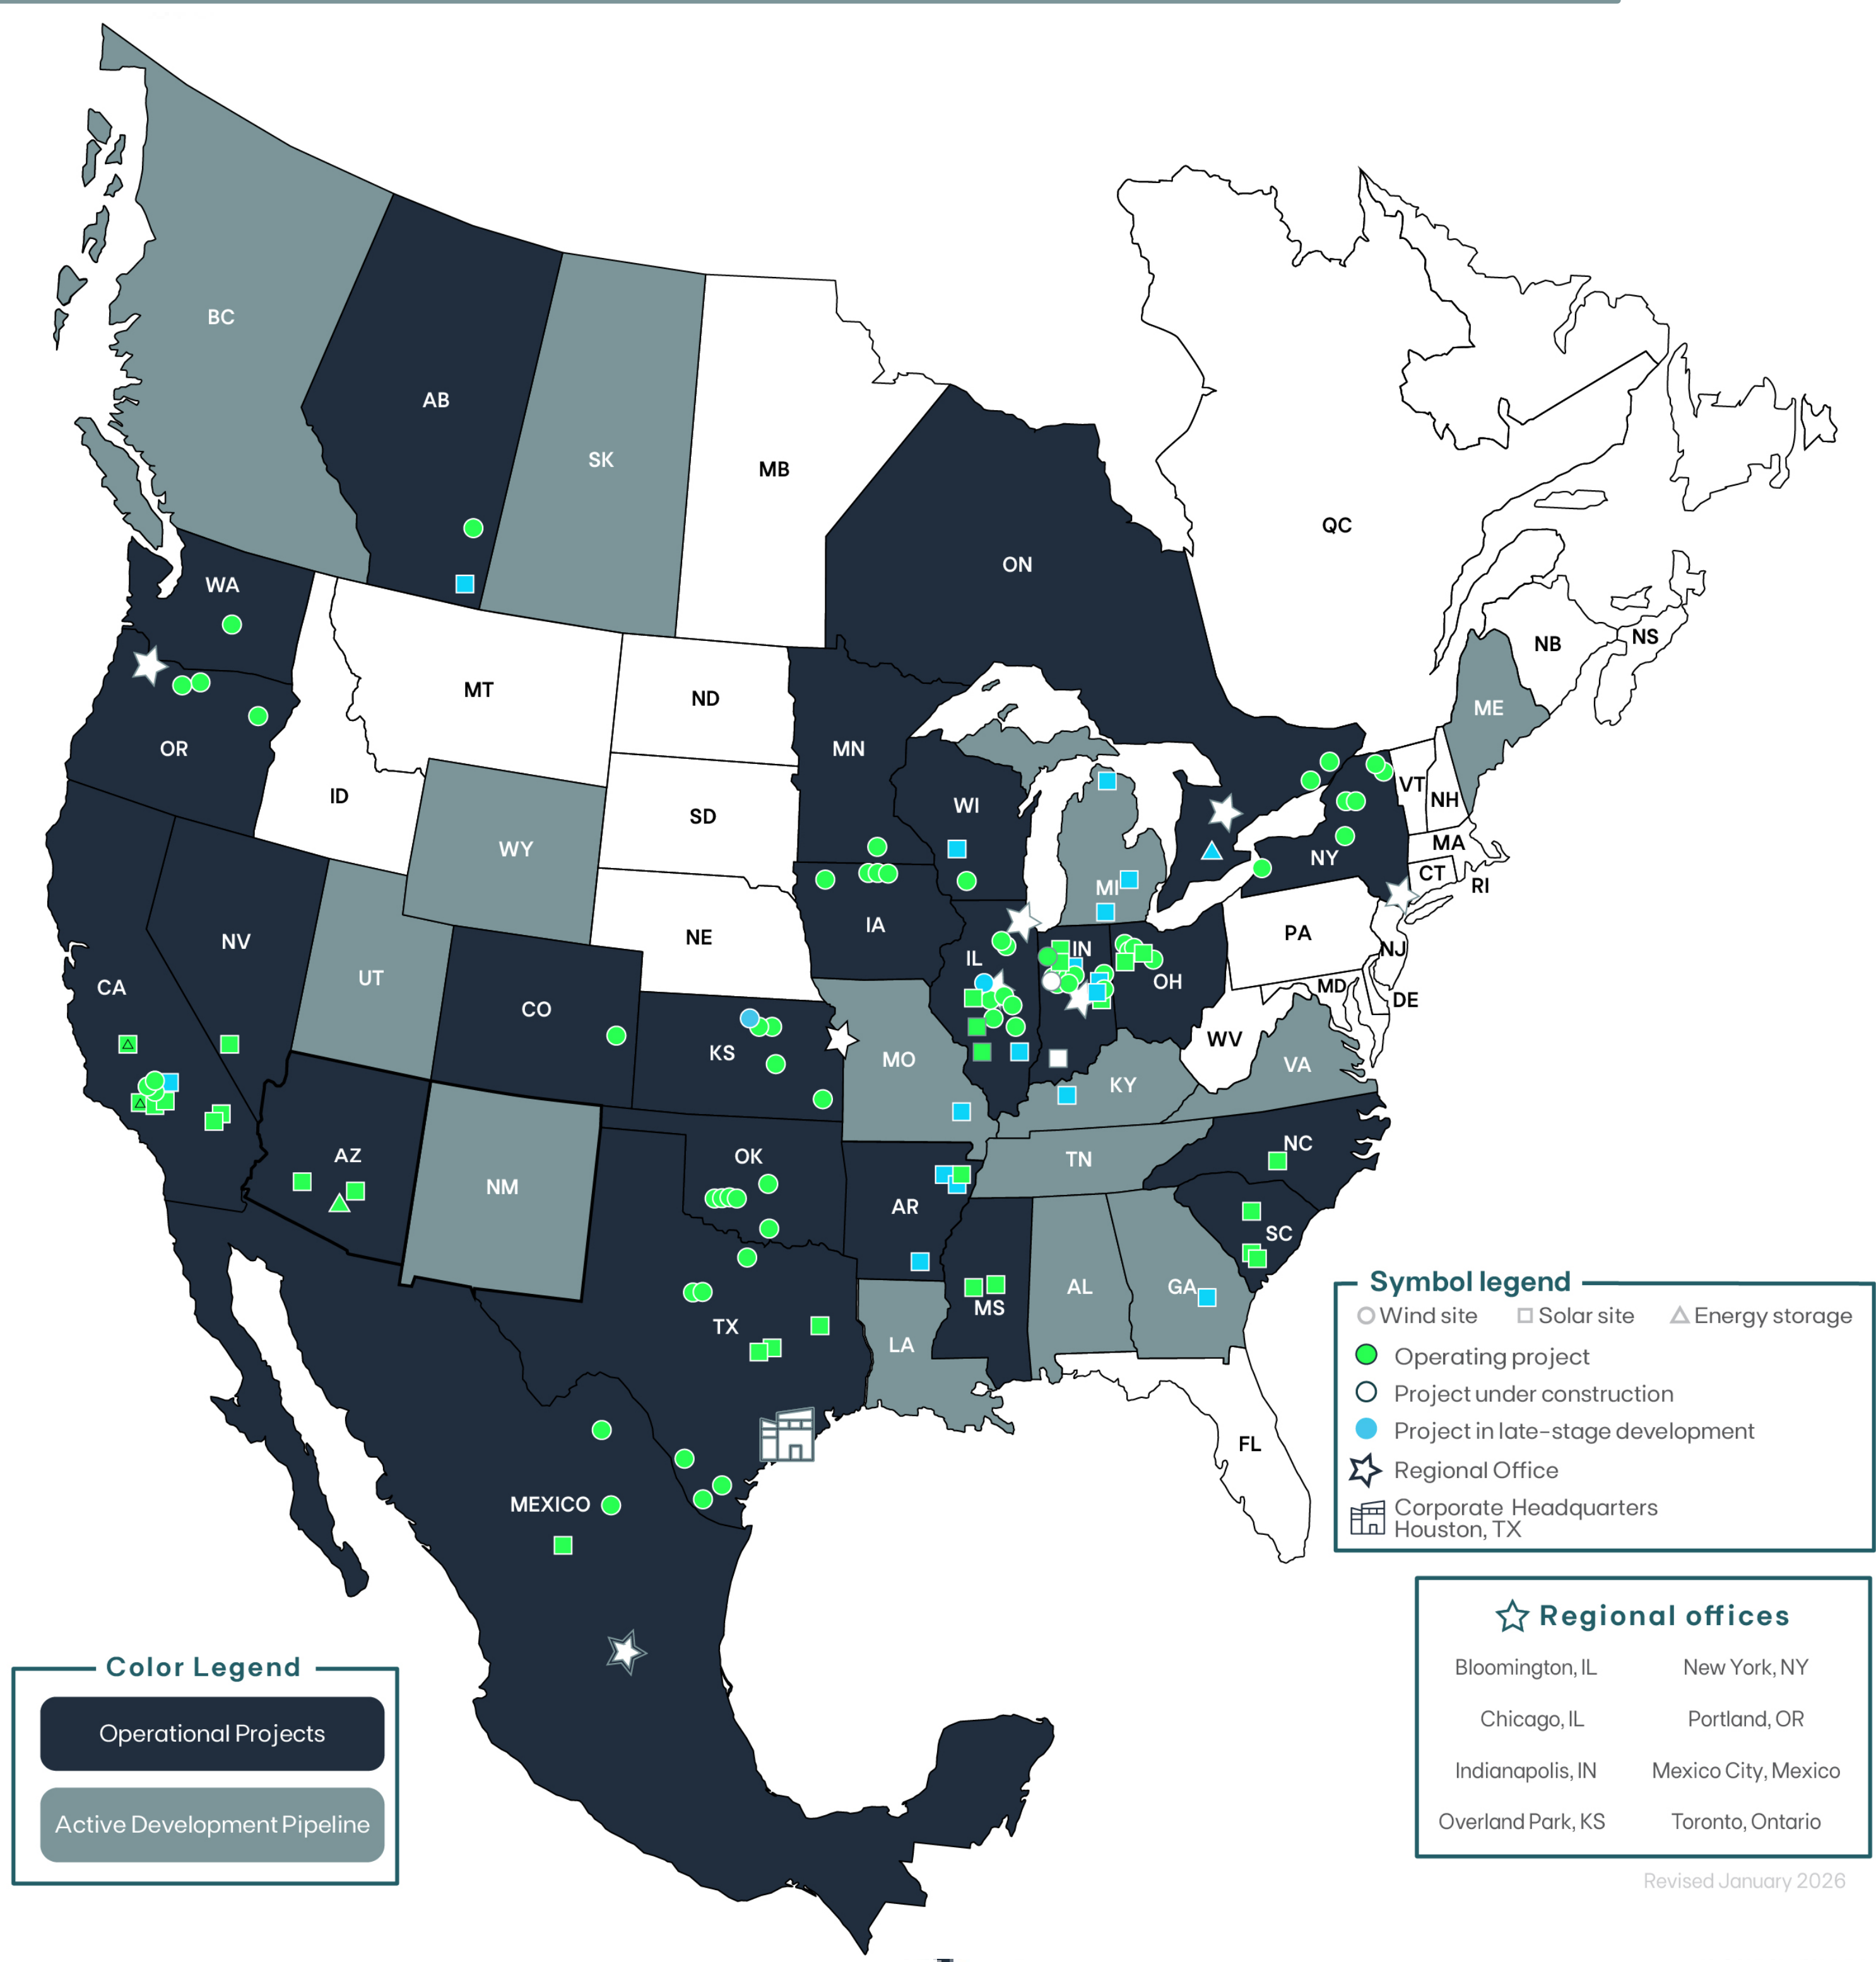 BC
AB
SK
MB
ON
QC
NB
NS
ME
WA
OR
MT
ND
MN
ID
WY
SD
WI
MI
NY
VT
NH
MA
CT
RI
NE
IA
PA
NJ
NV
UT
CA
CO
KS
IL
IN
OH
MD
DE
WV
VA
MO
KY
AZ
NM
OK
AR
TN
NC
SC
TX
LA
MS
AL
GA
FL
MEXICO
Symbol legend
Wind site
Solar site
Energy storage
Operating project
Project under construction
Project in late-stage development
Regional Office
Corporate Headquarters
Houston, TX
Regional offices
Bloomington, IL
New York, NY
Chicago, IL
Portland, OR
Indianapolis, IN
Mexico City, Mexico
Overland Park, KS
Toronto, Ontario
Color Legend
Operational Projects
Active Development Pipeline
Revised January 2026